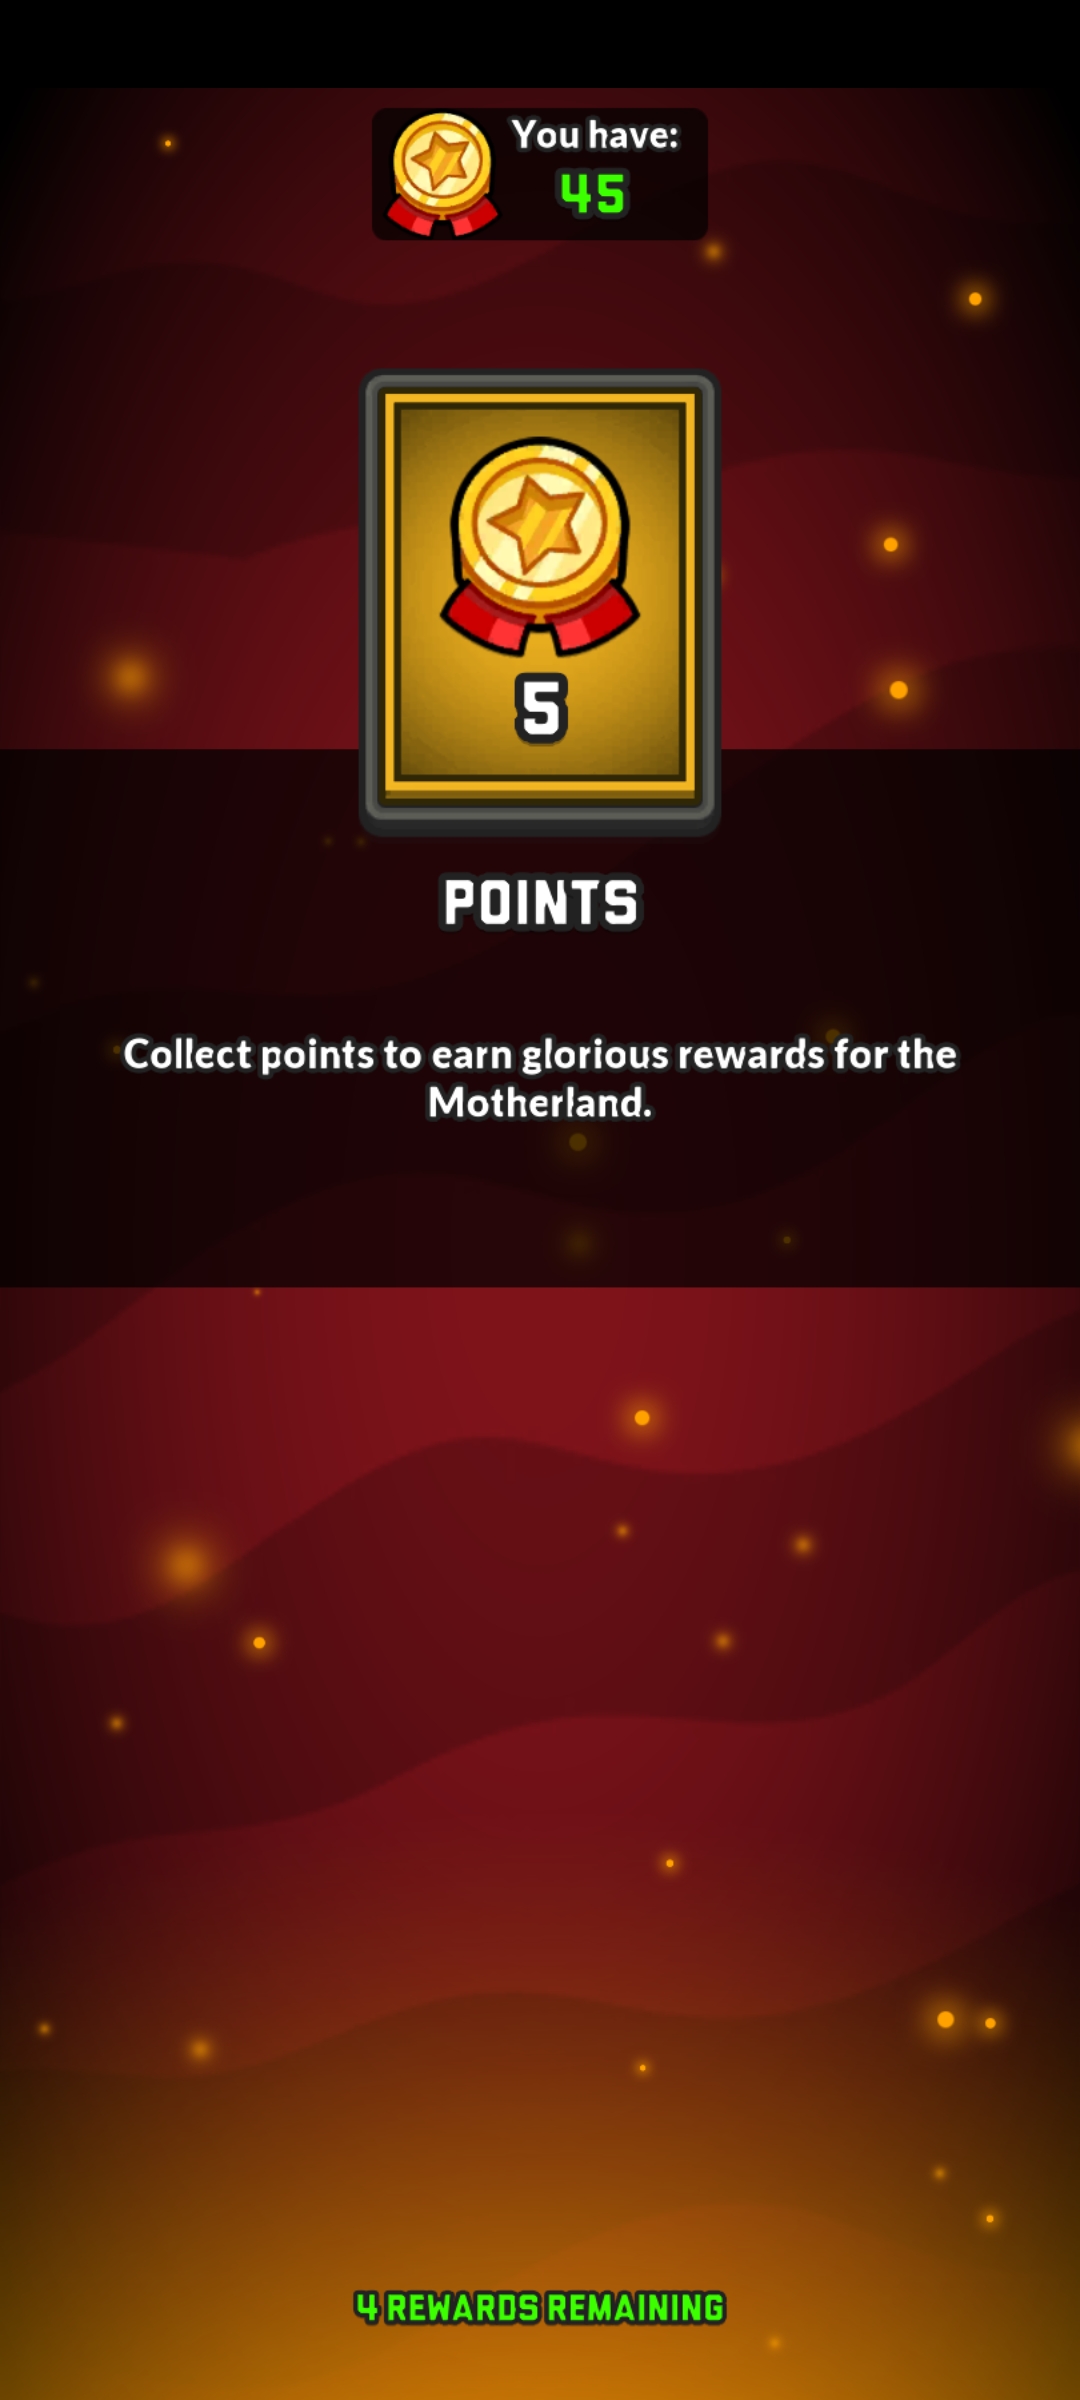 You have:
45
5
POINTS
Collect points to earn glorious rewards for the
Motherland.
4 REWARDS REMAINING